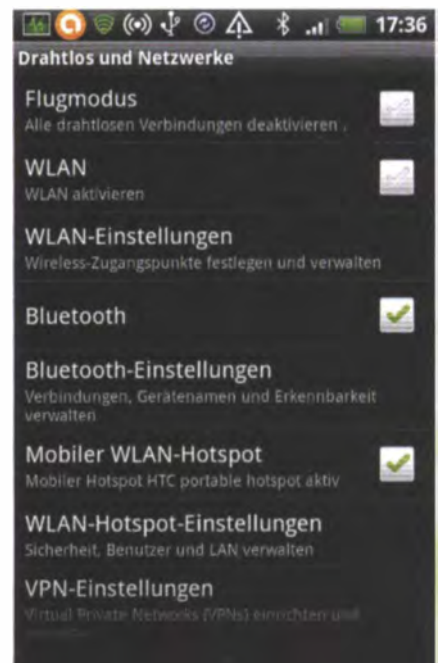 17:36
Drahtlos und Netzwerke
Flugmodus
Alle drahtlosen Verbindungen deaktivieren .
WLAN
WLAN aktivieren
WLAN-Einstellungen
Wireless-Zugangspunkte festlegen und verwalten
Bluetooth
Bluetooth-Einstellungen
Verbindungen, Gerätenamen und Erkennbarkeit
verwalten
Mobiler WLAN-Hotspot
Mobiler Hotspot HTC portable hotspot aktiv
WLAN-Hotspot-Einstellungen
Sicherheit, Benutzer und LAN verwalten
VPN-Einstellungen
Virtual Private Networks (VPNs) einrichten und